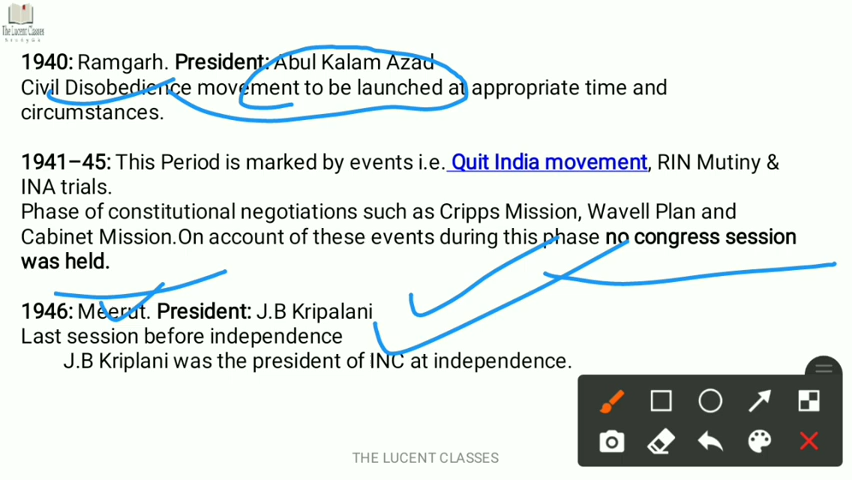 The Lucent Classes
1940: Ramgarh. President: Abul Kalam Azad
Civil Disobedience movement to be launched at appropriate time and
circumstances.
1941–45: This Period is marked by events i.e. Quit India movement, RIN Mutiny &
INA trials.
Phase of constitutional negotiations such as Cripps Mission, Wavell Plan and
Cabinet Mission.On account of these events during this phase no congress session
was held.
1946: Meerut. President: J.B Kripalani
Last session before independence
J.B Kriplani was the president of INC at independence.
THE LUCENT CLASSES